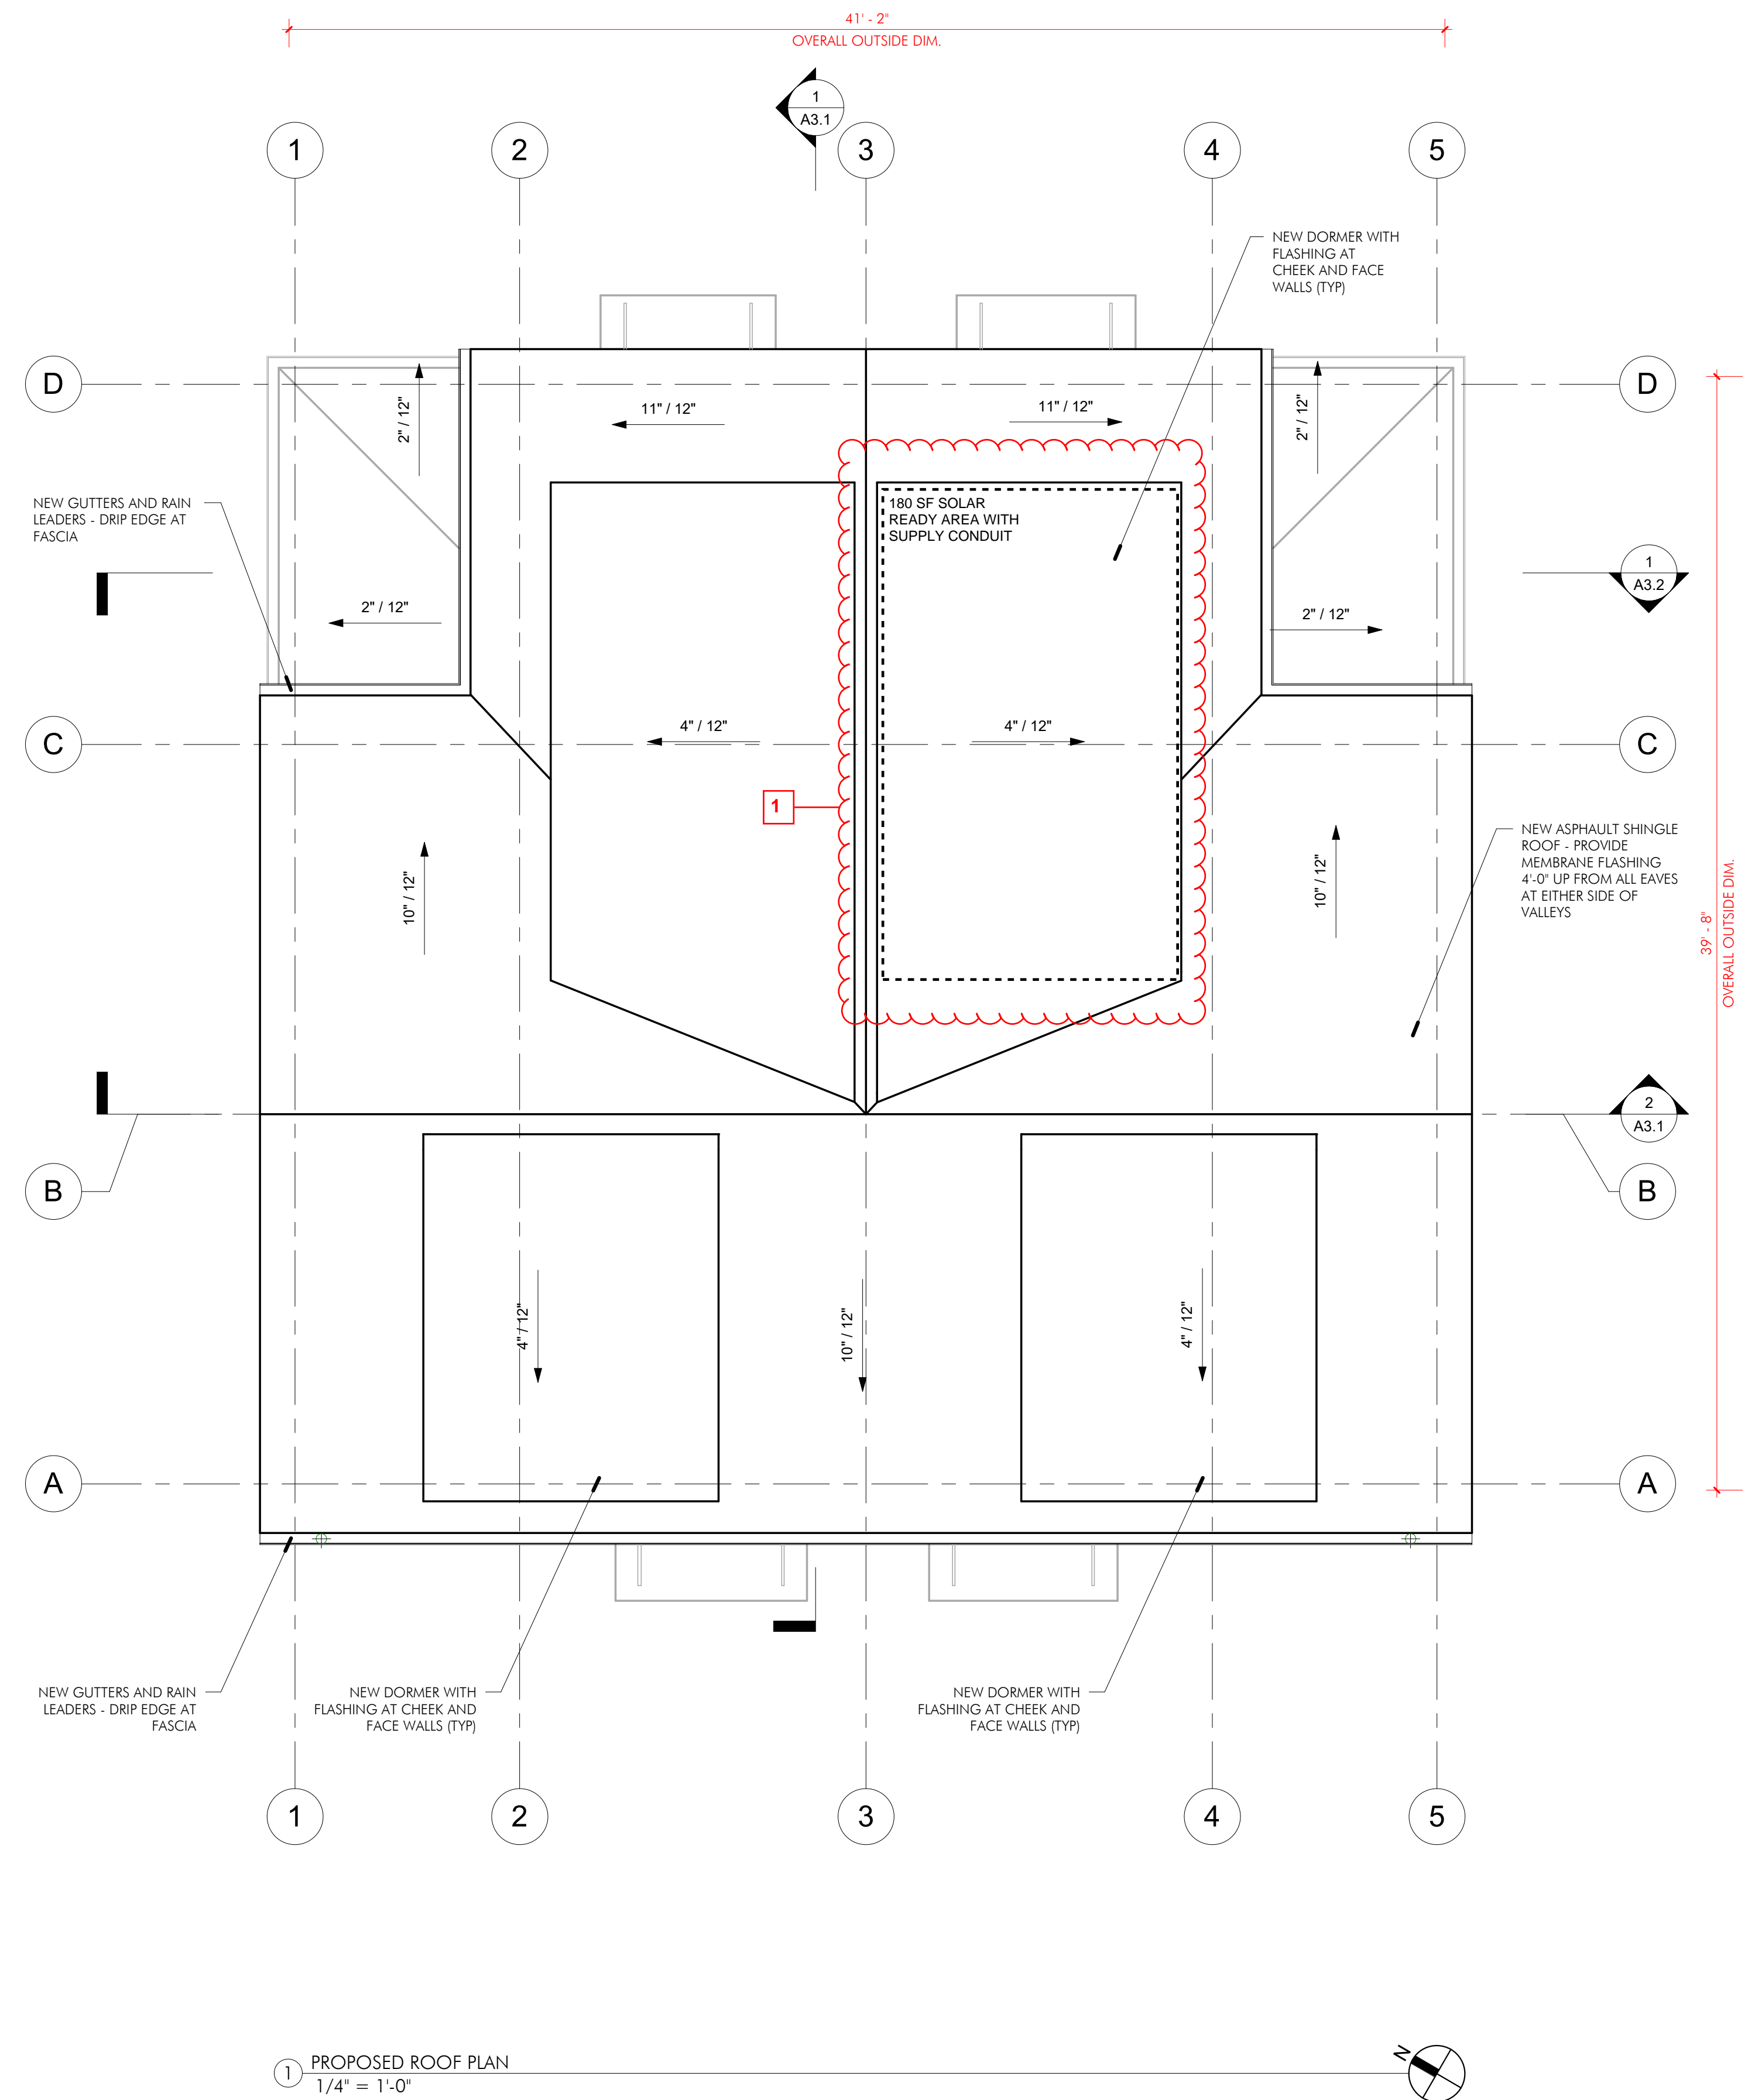 41' - 2"
OVERALL OUTSIDE DIM.
1
A3.1
1
2
3
4
5
NEW DORMER WITH
FLASHING AT
CHEEK AND FACE
WALLS (TYP)
D
D
2" / 12"
11" / 12"
11" / 12"
2" / 12"
NEW GUTTERS AND RAIN
LEADERS - DRIP EDGE AT
FASCIA
180 SF SOLAR
READY AREA WITH
SUPPLY CONDUIT
1
A3.2
2" / 12"
2" / 12"
C
4" / 12"
4" / 12"
C
1
10" / 12"
10" / 12"
NEW ASPHAULT SHINGLE
ROOF - PROVIDE
MEMBRANE FLASHING
4'-0" UP FROM ALL EAVES
AT EITHER SIDE OF
VALLEYS
39' - 8"
OVERALL OUTSIDE DIM.
2
A3.1
B
B
4" / 12"
10" / 12"
4" / 12"
A
A
NEW GUTTERS AND RAIN
LEADERS - DRIP EDGE AT
FASCIA
NEW DORMER WITH
FLASHING AT CHEEK AND
FACE WALLS (TYP)
NEW DORMER WITH
FLASHING AT CHEEK AND
FACE WALLS (TYP)
1
2
3
4
5
1
PROPOSED ROOF PLAN
1/4" = 1'-0"
N